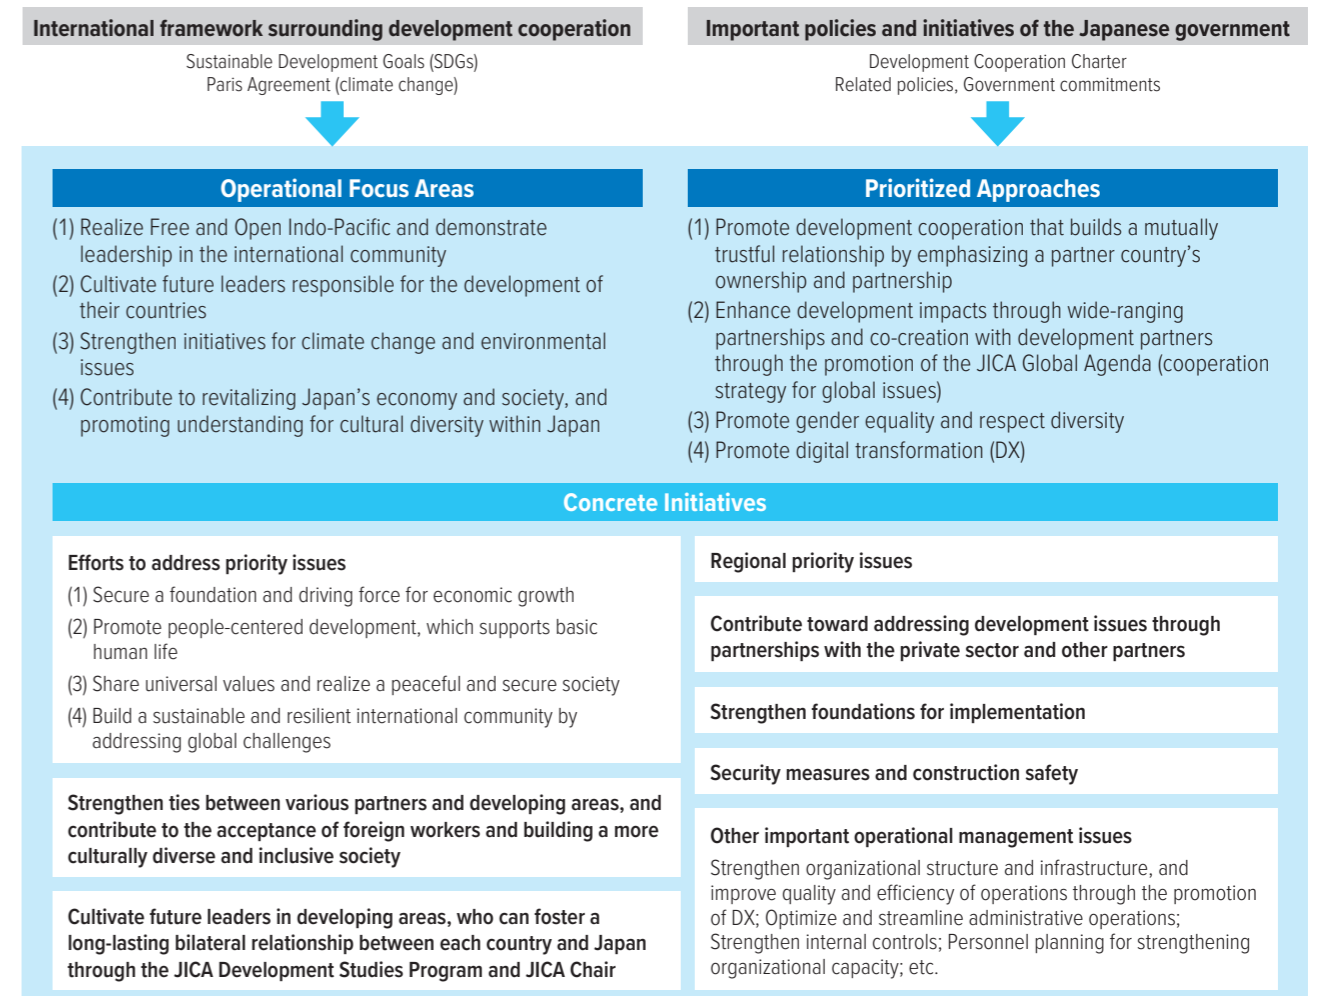 International framework surrounding development cooperation
Sustainable Development Goals (SDGs)
Paris Agreement (climate change)
Important policies and initiatives of the Japanese government
Development Cooperation Charter
Related policies, Government commitments
Operational Focus Areas
(1) Realize Free and Open Indo-Pacific and demonstrate
leadership in the international community
(2) Cultivate future leaders responsible for the development of
their countries
(3) Strengthen initiatives for climate change and environmental
issues
(4) Contribute to revitalizing Japan's economy and society, and
promoting understanding for cultural diversity within Japan
Prioritized Approaches
(1) Promote development cooperation that builds a mutually
trustful relationship by emphasizing a partner country's
ownership and partnership
(2) Enhance development impacts through wide-ranging
partnerships and co-creation with development partners
through the promotion of the JICA Global Agenda (cooperation
strategy for global issues)
(3) Promote gender equality and respect diversity
(4) Promote digital transformation (DX)
Concrete Initiatives
Efforts to address priority issues
(1) Secure a foundation and driving force for economic growth
(2) Promote people-centered development, which supports basic
human life
(3) Share universal values and realize a peaceful and secure society
(4) Build a sustainable and resilient international community by
addressing global challenges
Strengthen ties between various partners and developing areas, and
contribute to the acceptance of foreign workers and building a more
culturally diverse and inclusive society
Cultivate future leaders in developing areas, who can foster a
long-lasting bilateral relationship between each country and Japan
through the JICA Development Studies Program and JICA Chair
Regional priority issues
Contribute toward addressing development issues through
partnerships with the private sector and other partners
Strengthen foundations for implementation
Security measures and construction safety
Other important operational management issues
Strengthen organizational structure and infrastructure, and
improve quality and efficiency of operations through the promotion
of DX; Optimize and streamline administrative operations;
Strengthen internal controls; Personnel planning for strengthening
organizational capacity; etc.